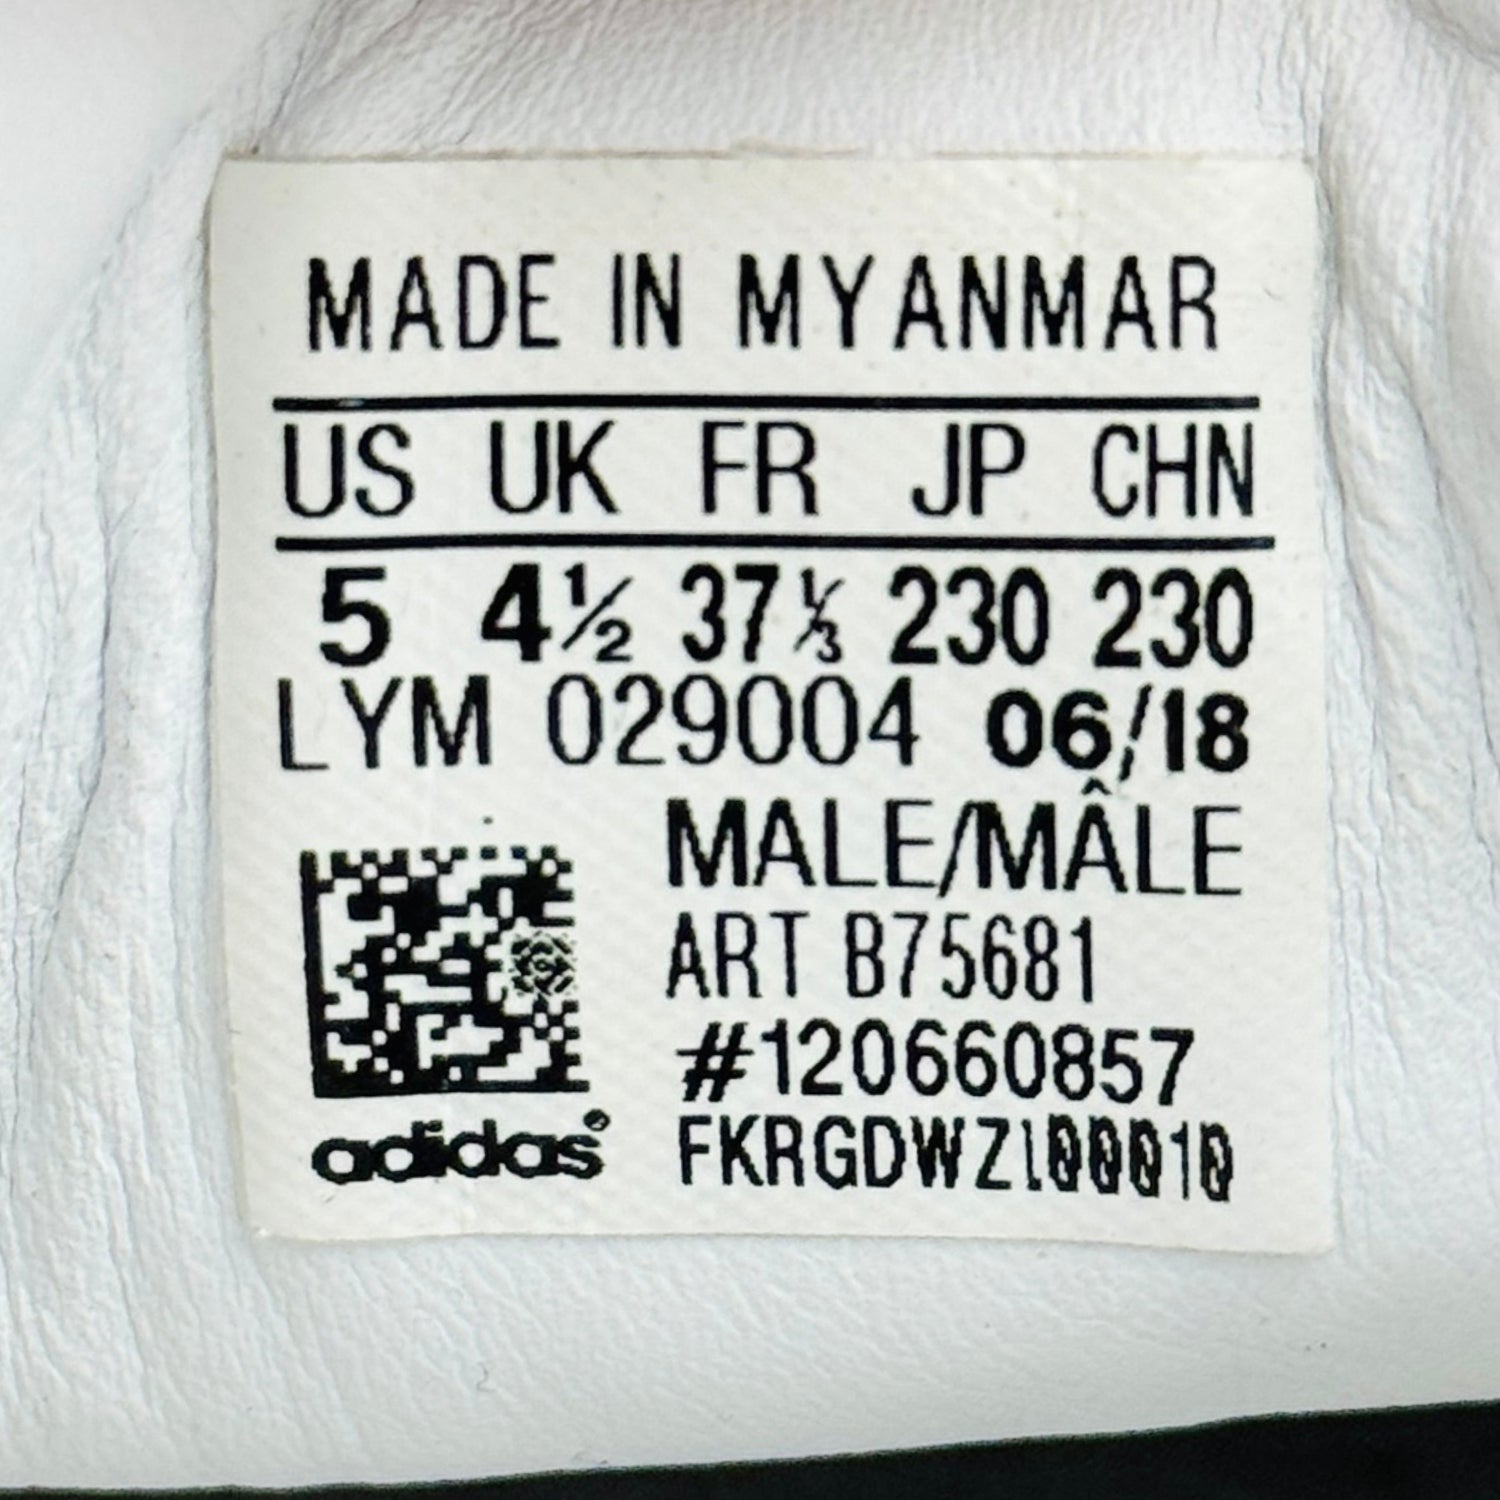 MADE IN MYANMAR
US UK FR JP CHN
5 4½ 37⅓ 230 230
LYM 029004 06/18
MALE/MÂLE
ART B75681
#120660857
adidas®